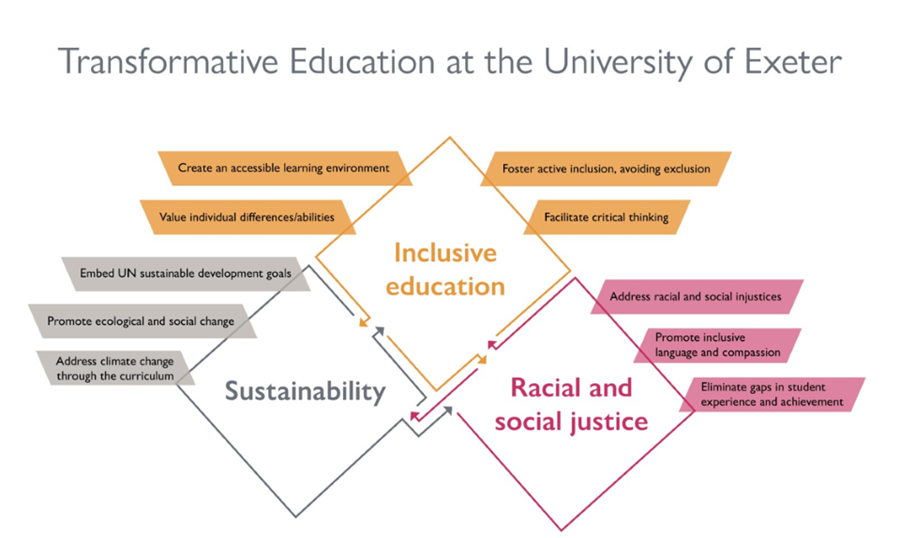 Transformative Education at the University of Exeter
Create an accessible learning environment
Foster active inclusion, avoiding exclusion
Value individual differences/abilities
Facilitate critical thinking
Inclusive
education
Embed UN sustainable development goals
Promote ecological and social change
Address climate change
through the curriculum
Sustainability
Address racial and social injustices
Promote inclusive
language and compassion
Eliminate gaps in student
experience and achievement
Racial and
social justice